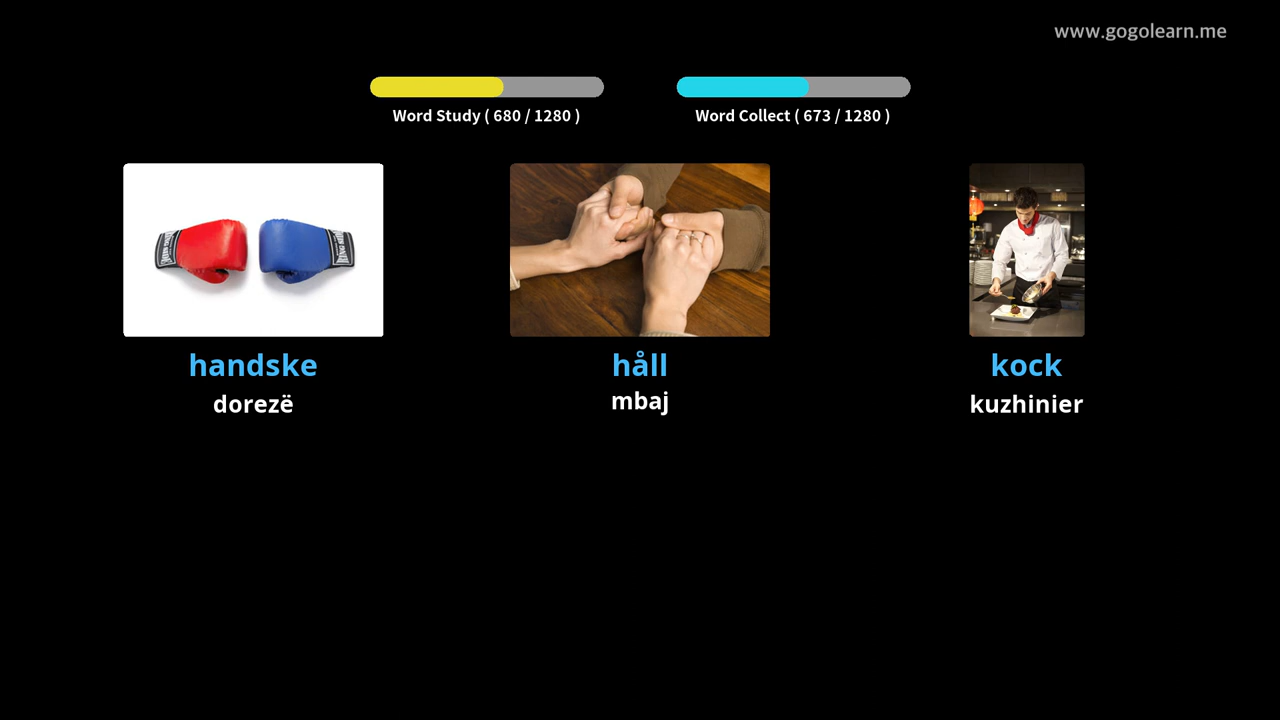 www.gogolearn.me
Word Study ( 680 / 1280 )
Word Collect ( 673 / 1280 )
handske
håll
kock
dorezë
mbaj
kuzhinier